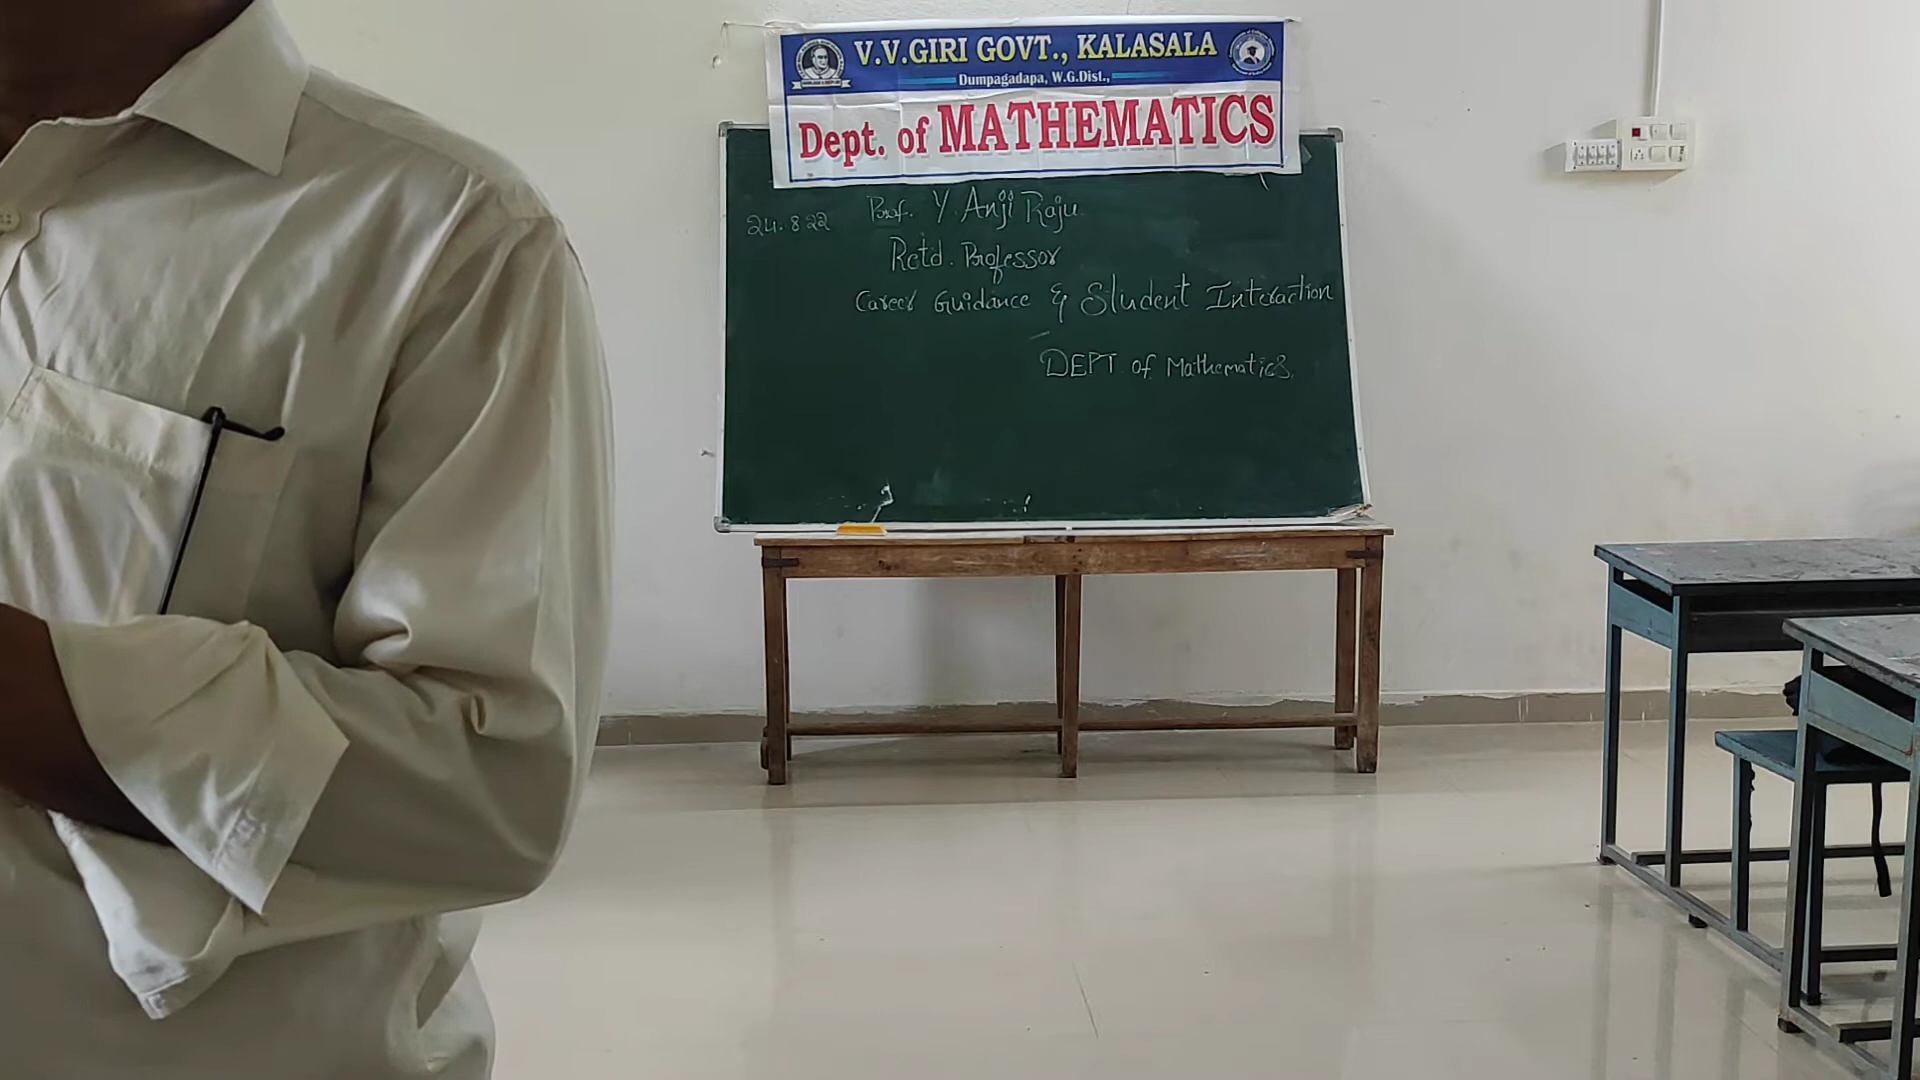 V.V.GIRI GOVT., KALASALA
Dumpagadapa, W.G.Dist.,
Dept. of MATHEMATICS
24.8.22
Prof. Y. Anji Raju
Retd. Professor
Career Guidance & Student Interaction
DEPT. of Mathematics.